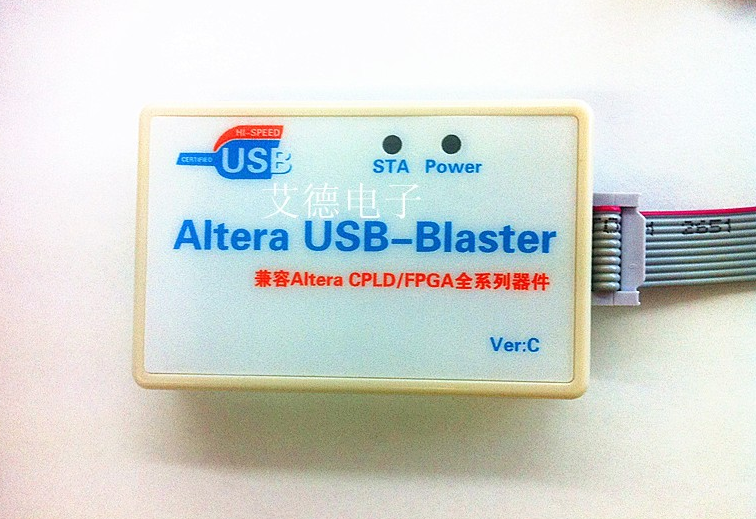 HI-SPEED
CERTIFIED USB
STA Power
艾德电子
Altera USB-Blaster
兼容Altera CPLD/FPGA全系列器件
Ver:C
2651